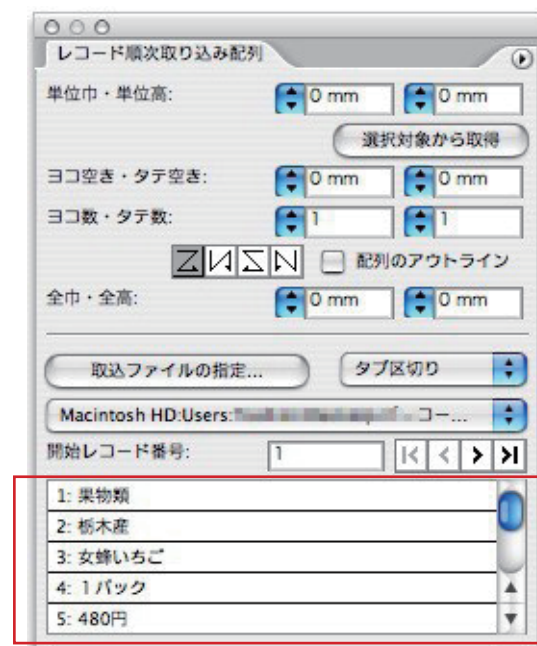 レコード順次取り込み配列
単位巾・単位高: 0 mm 0 mm
選択対象から取得
ヨコ空き・タテ空き: 0 mm 0 mm
ヨコ数・タテ数: 1 1
配列のアウトライン
全巾・全高: 0 mm 0 mm
取込ファイルの指定... タブ区切り
Macintosh HD:Users: コー...
開始レコード番号: 1
1: 果物類
2: 栃木産
3: 女蜂いちご
4: 1パック
5: 480円